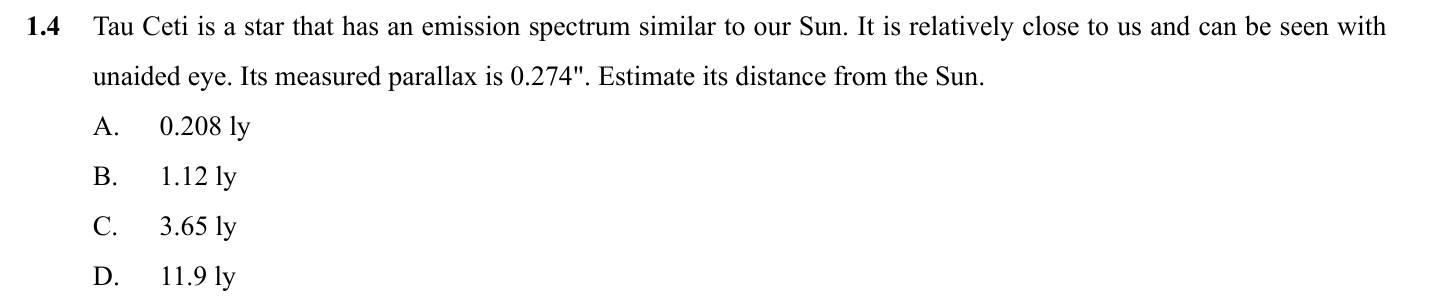 1.4 Tau Ceti is a star that has an emission spectrum similar to our Sun. It is relatively close to us and can be seen with
unaided eye. Its measured parallax is 0.274". Estimate its distance from the Sun.
A. 0.208 ly
B. 1.12 ly
C. 3.65 ly
D. 11.9 ly